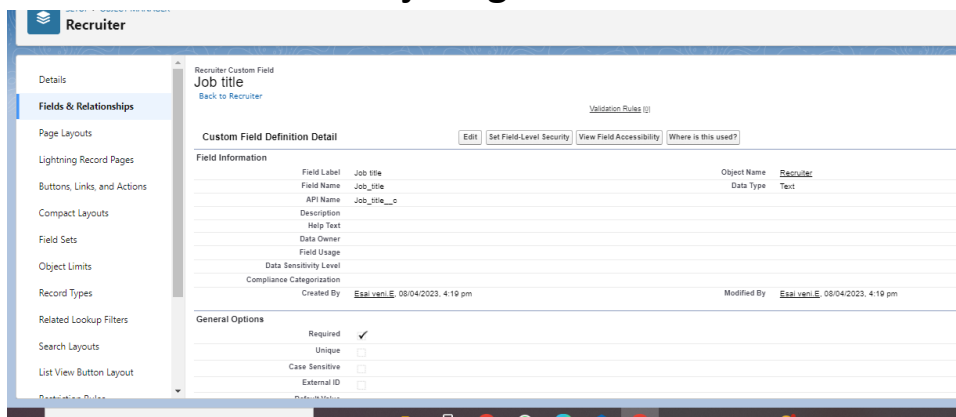 Recruiter
Details
Fields & Relationships
Page Layouts
Lightning Record Pages
Buttons, Links, and Actions
Compact Layouts
Field Sets
Object Limits
Record Types
Related Lookup Filters
Search Layouts
List View Button Layout
Recruiter Custom Field
Job title
Back to Recruiter
Validation Rules [0]
Custom Field Definition Detail Edit Set Field-Level Security View Field Accessibility Where is this used?
Field Information
Field Label Job title Object Name Recruiter
Field Name Job_title Data Type Text
API Name Job_title__c
Description
Help Text
Data Owner
Field Usage
Data Sensitivity Level
Compliance Categorization
Created By Esai veni.E, 08/04/2023, 4:19 pm Modified By Esai veni.E, 08/04/2023, 4:19 pm
General Options
Required
Unique
Case Sensitive
External ID